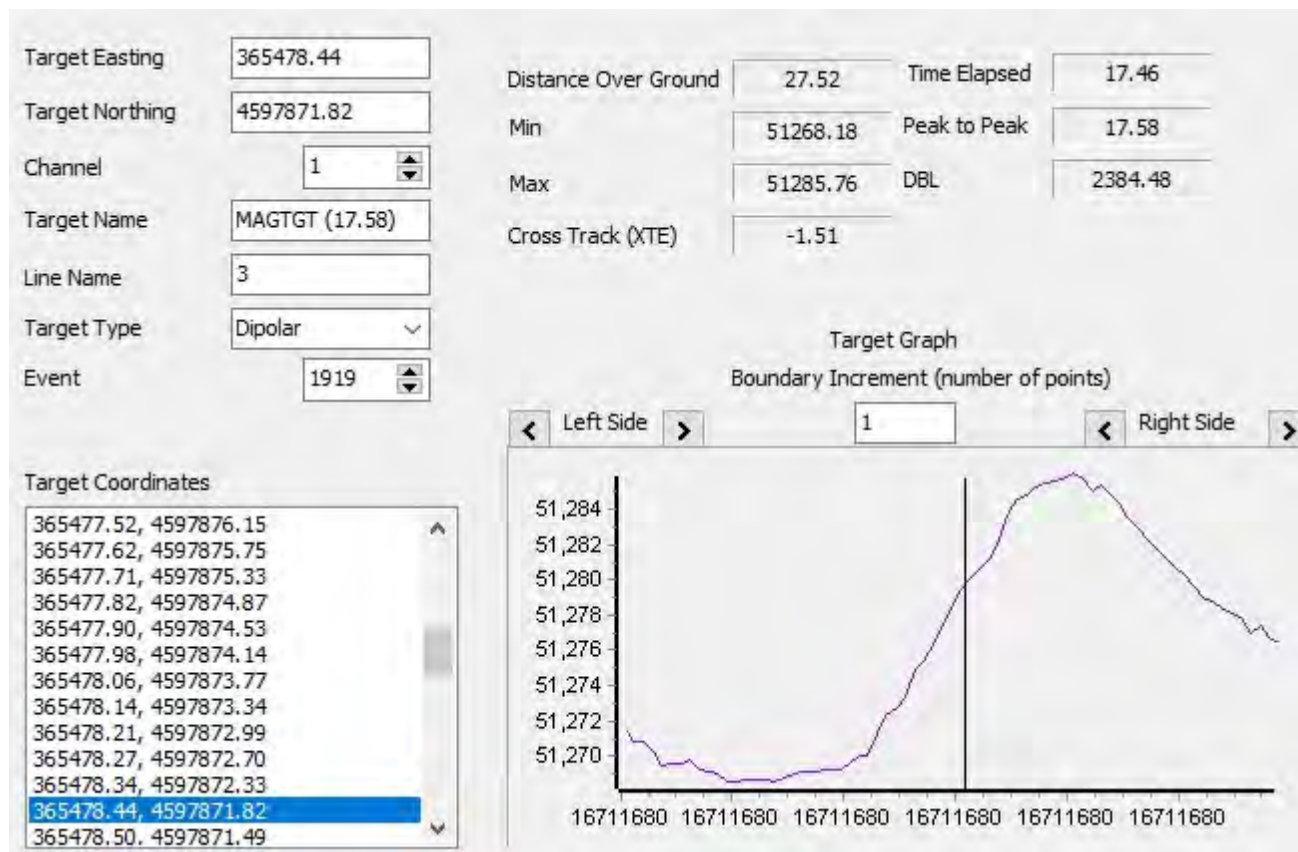 Target Easting 365478.44
Target Northing 4597871.82
Channel 1
Target Name MAGTGT (17.58)
Line Name 3
Target Type Dipolar
Event 1919
Distance Over Ground 27.52 Time Elapsed 17.46
Min 51268.18 Peak to Peak 17.58
Max 51285.76 DBL 2384.48
Cross Track (XTE) -1.51
Target Coordinates
365477.52, 4597876.15
365477.62, 4597875.75
365477.71, 4597875.33
365477.82, 4597874.87
365477.90, 4597874.53
365477.98, 4597874.14
365478.06, 4597873.77
365478.14, 4597873.34
365478.21, 4597872.99
365478.27, 4597872.70
365478.34, 4597872.33
365478.44, 4597871.82
365478.50, 4597871.49
Target Graph
Boundary Increment (number of points)
< Left Side > 1 < Right Side >
51,284
51,282
51,280
51,278
51,276
51,274
51,272
51,270
16711680 16711680 16711680 16711680 16711680 16711680